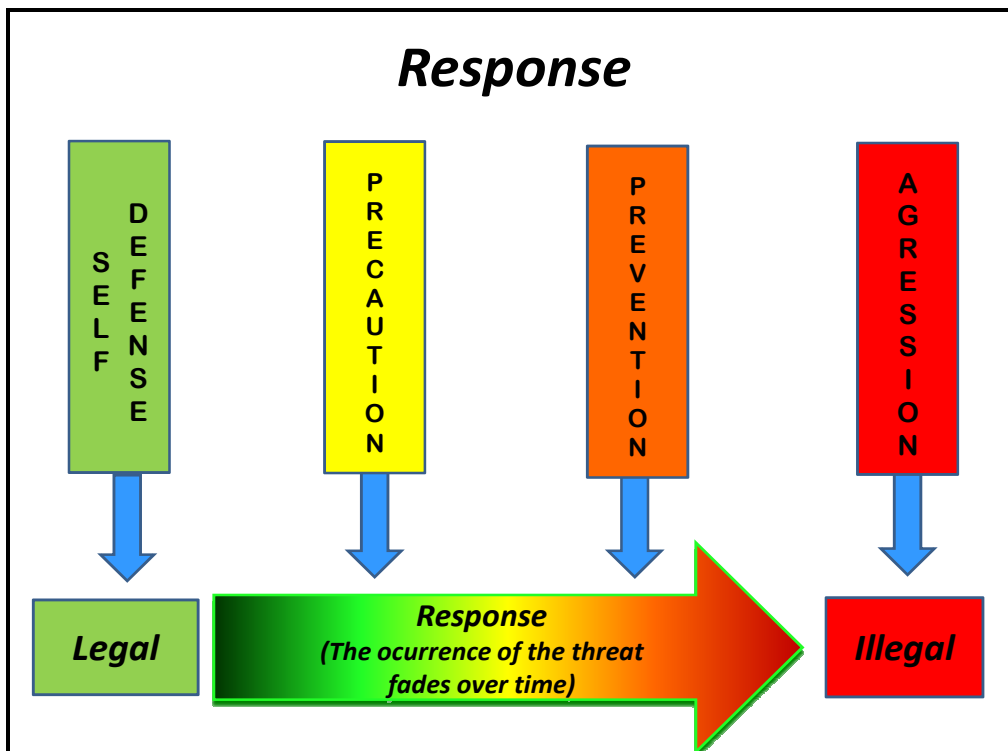 Response
SELF
DEFENSE
PRECAUTION
PREVENTION
AGRESSION
Legal
Response
(The ocurrence of the threat
fades over time)
Illegal